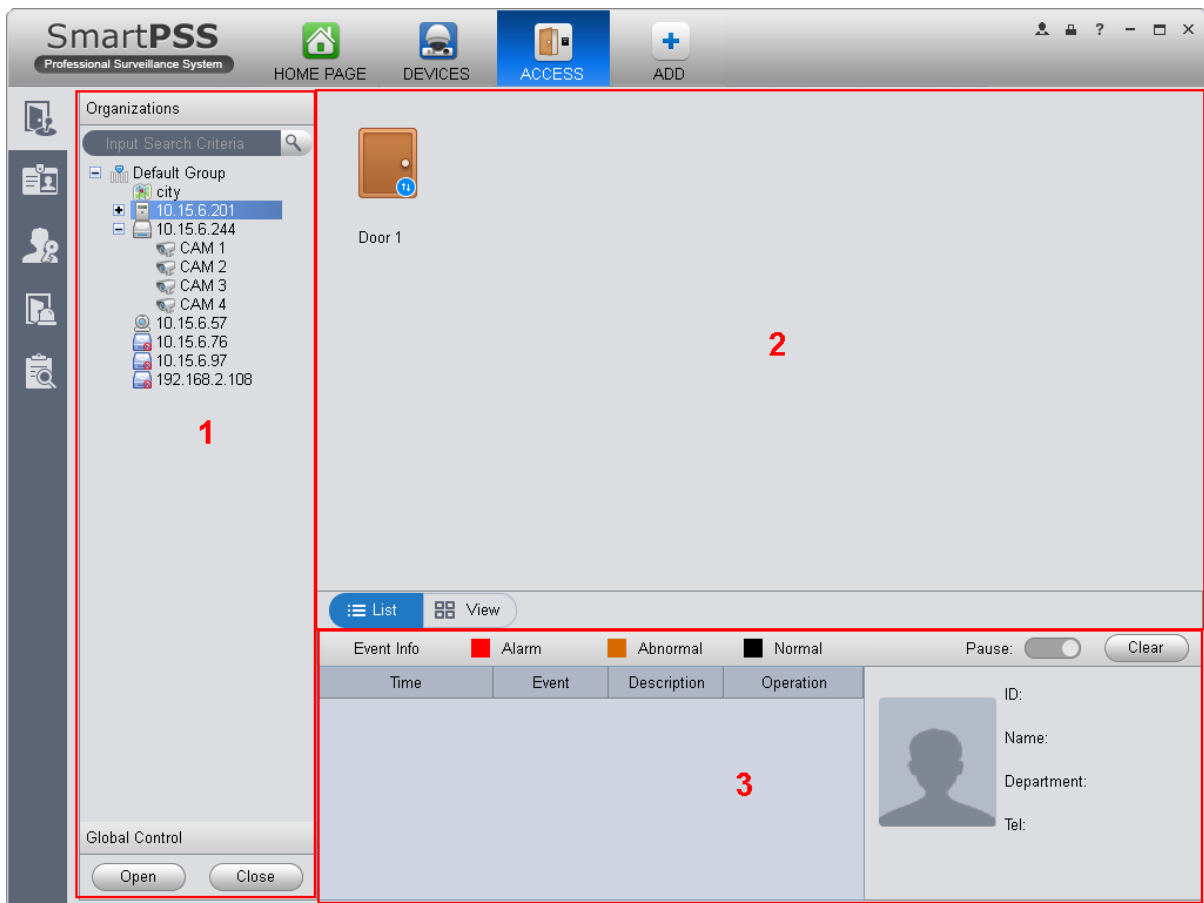 SmartPSS
Professional Surveillance System
HOME PAGE
DEVICES
ACCESS
ADD
?
Organizations
Input Search Criteria
Default Group
city
10.15.6.201
10.15.6.244
CAM 1
CAM 2
CAM 3
CAM 4
10.15.6.57
10.15.6.76
10.15.6.97
192.168.2.108
1
Global Control
Open Close
Door 1
2
List View
Event Info Alarm Abnormal Normal Pause: Clear
Time Event Description Operation
3
ID:
Name:
Department:
Tel: